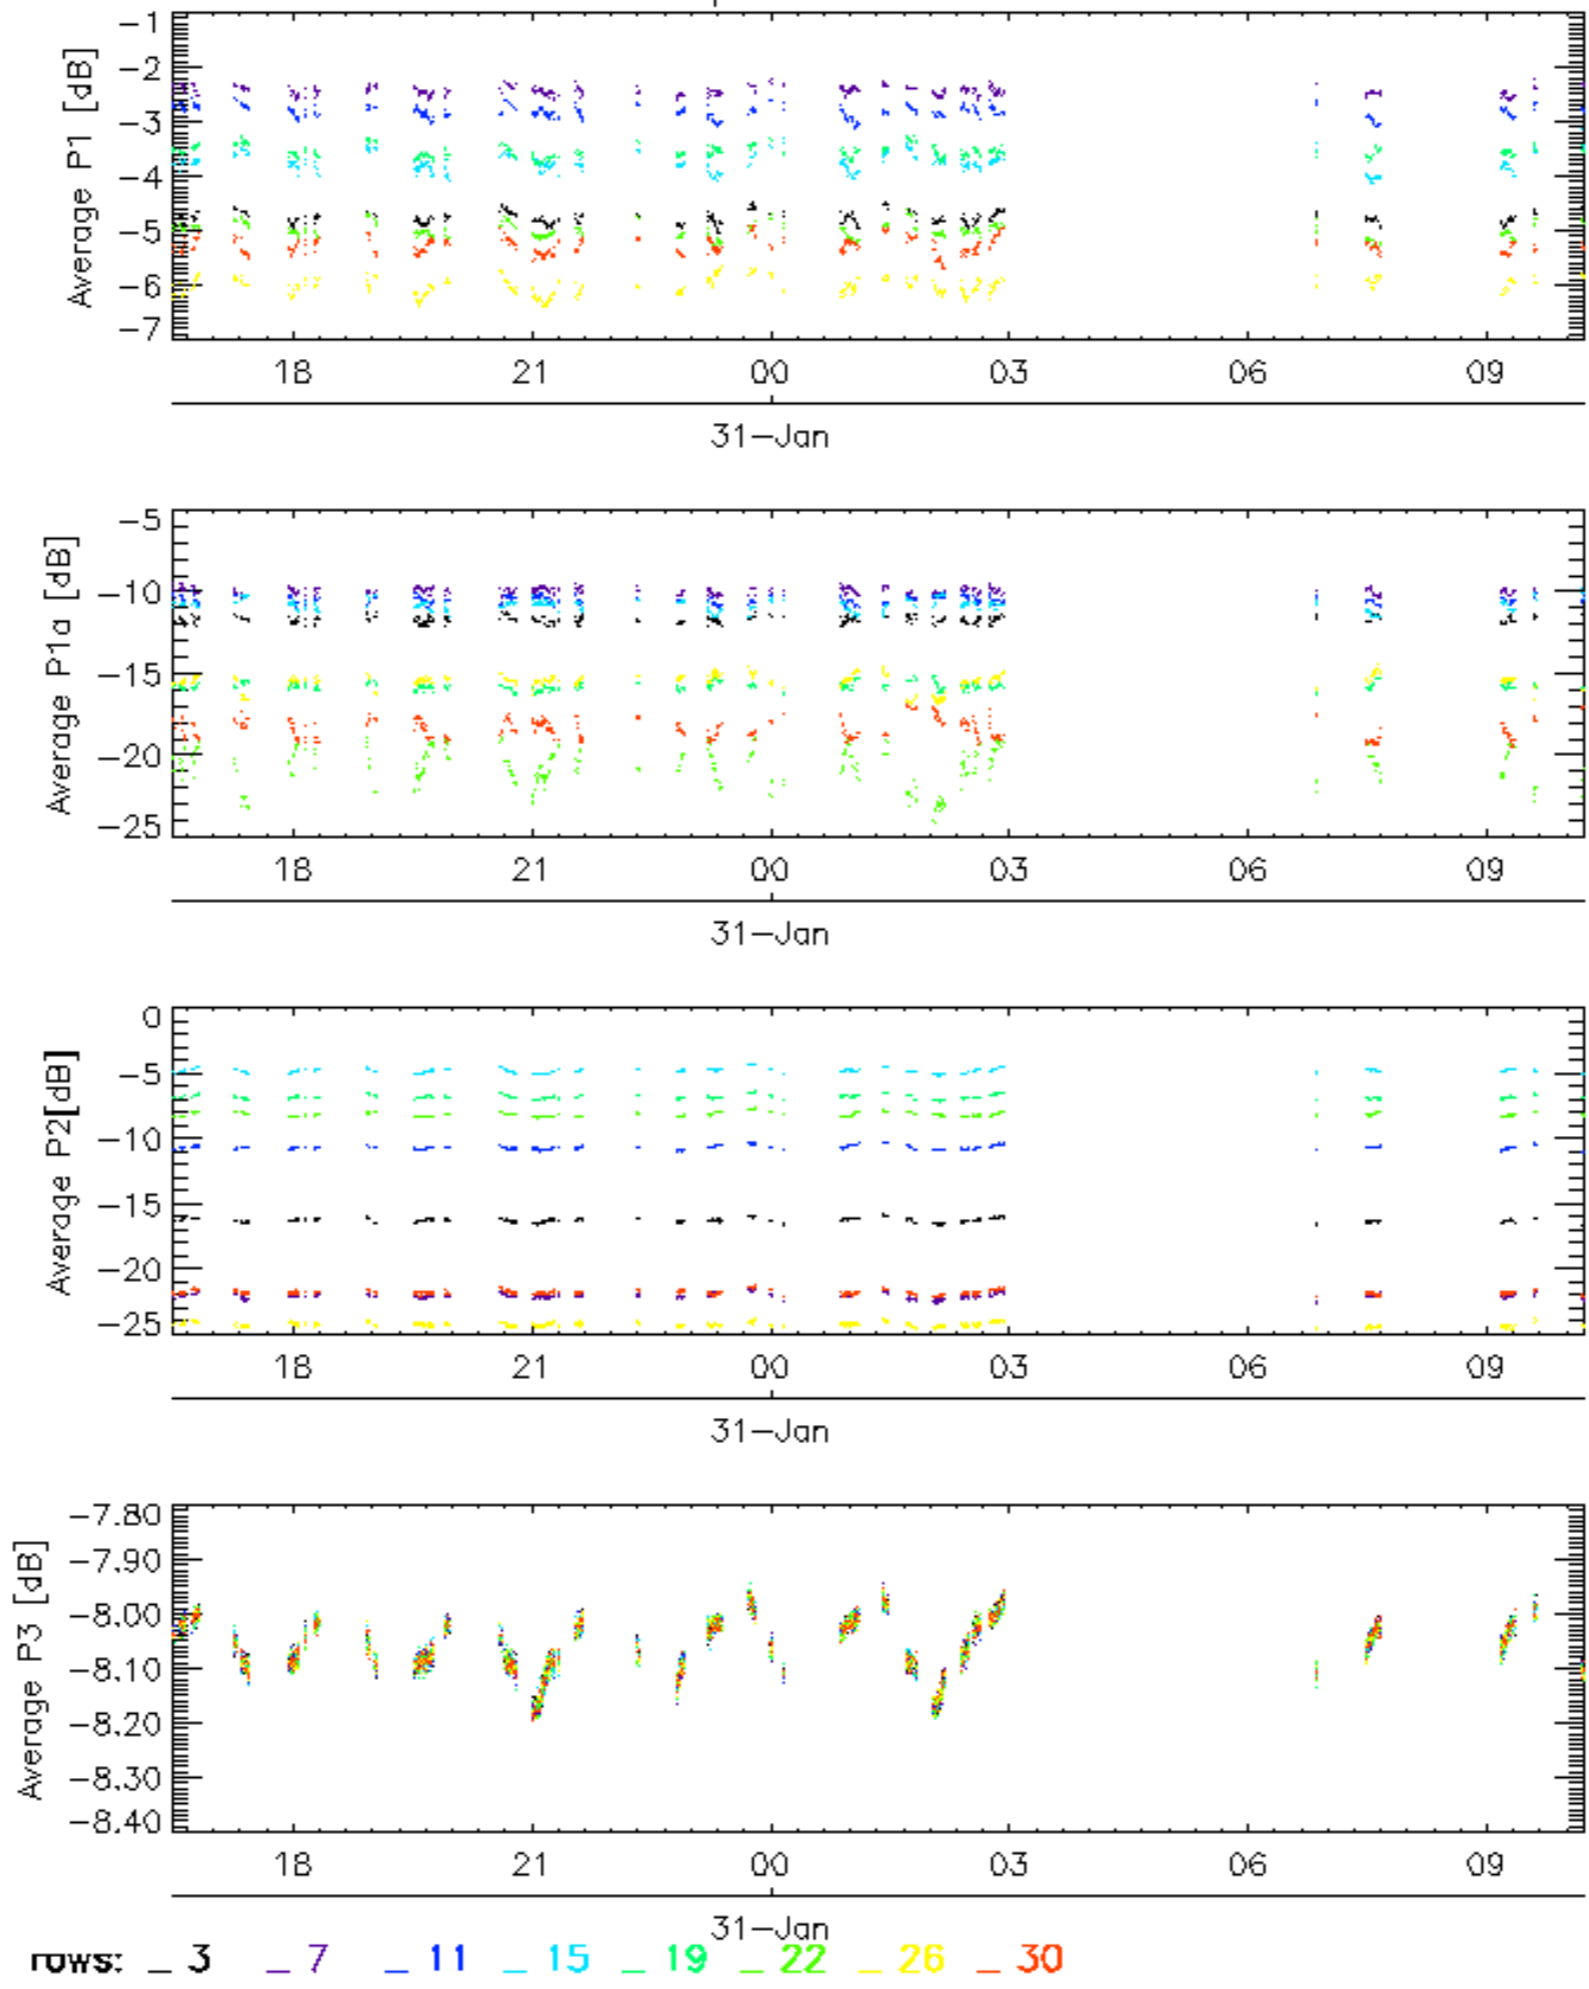 Average P1 [dB]
−1
−2
−3
−4
−5
−6
−7
18 21 00 03 06 09
31−Jan
Average P1a [dB]
−5
−10
−15
−20
−25
18 21 00 03 06 09
31−Jan
Average P2[dB]
0
−5
−10
−15
−20
−25
18 21 00 03 06 09
31−Jan
Average P3 [dB]
−7.80
−7.90
−8.00
−8.10
−8.20
−8.30
−8.40
18 21 00 03 06 09
31−Jan
rows: _ 3 _ 7 _ 11 _ 15 _ 19 _ 22 _ 26 _ 30